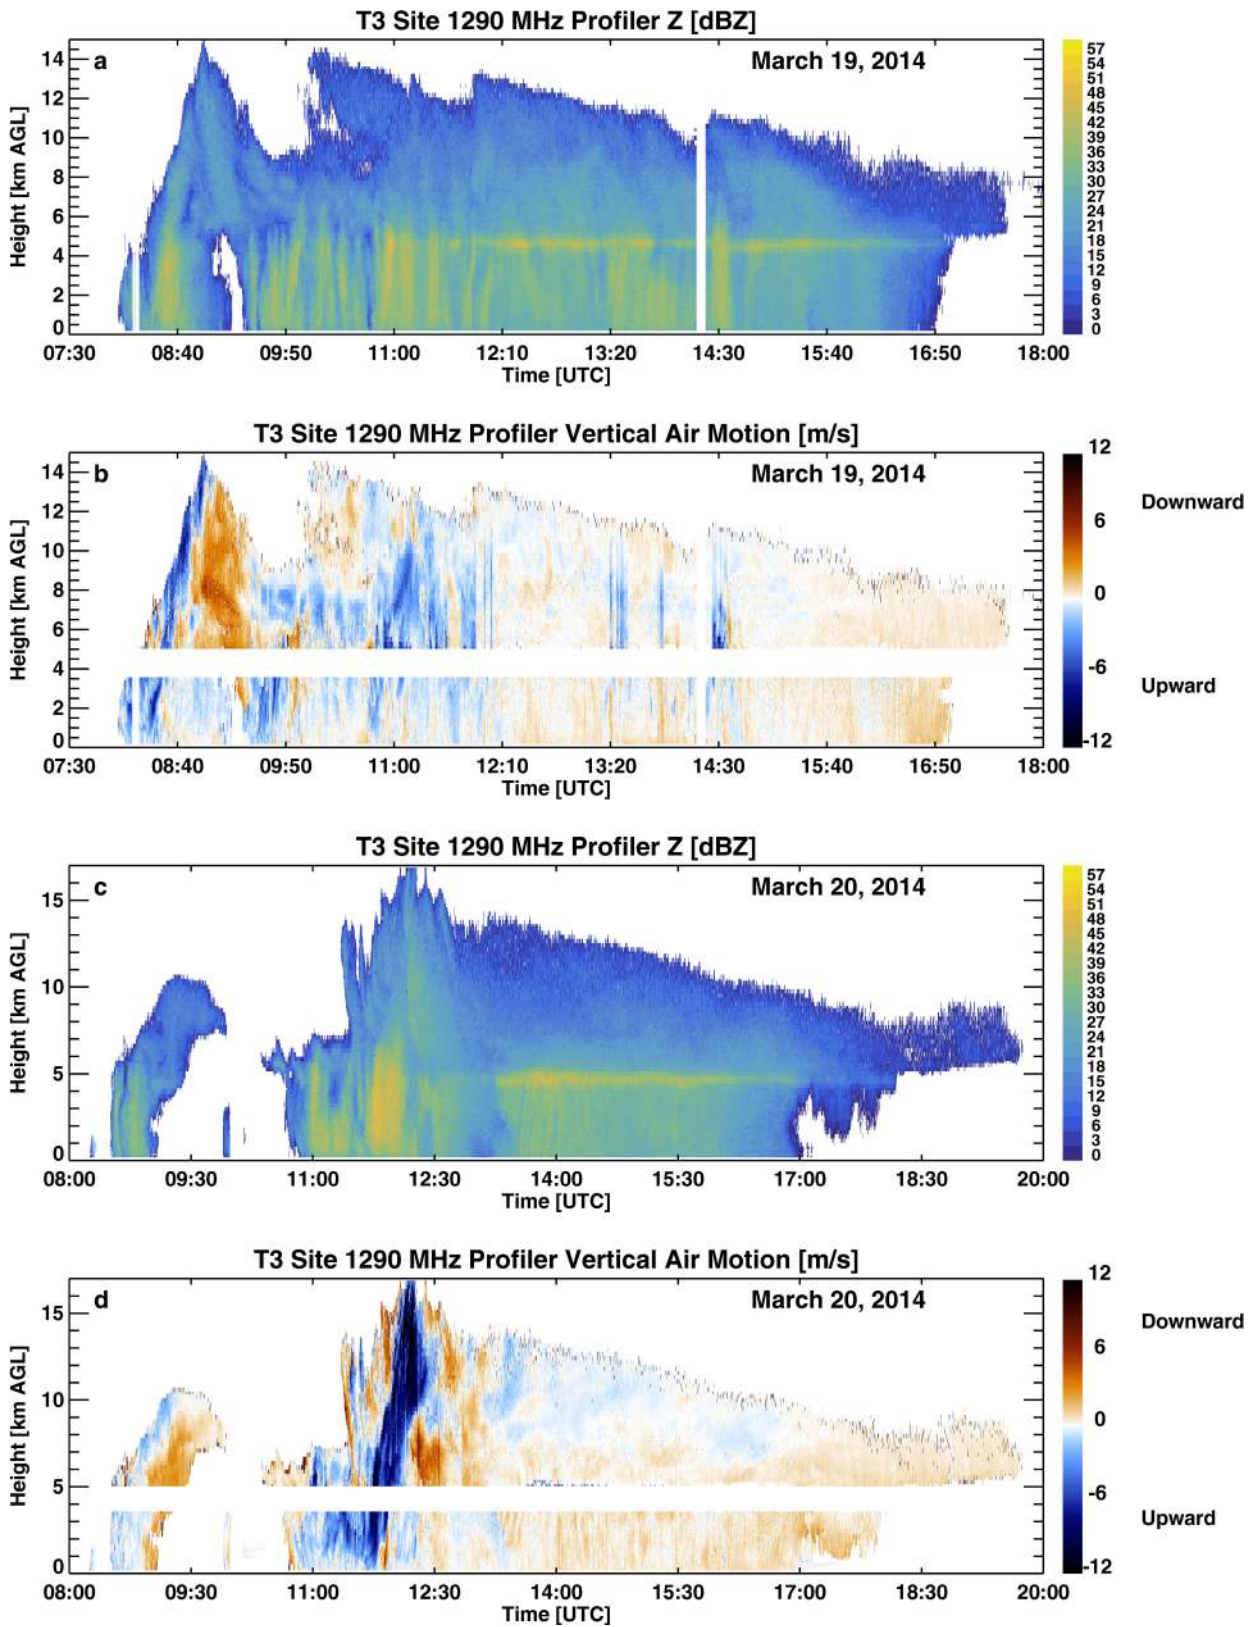 T3 Site 1290 MHz Profiler Z [dBZ]
a
March 19, 2014
Height [km AGL]
14
12
10
8
6
4
2
0
07:30 08:40 09:50 11:00 12:10 13:20 14:30 15:40 16:50 18:00
Time [UTC]
57
54
51
48
45
42
39
36
33
30
27
24
21
18
15
12
9
6
3
0
T3 Site 1290 MHz Profiler Vertical Air Motion [m/s]
b
March 19, 2014
Height [km AGL]
14
12
10
8
6
4
2
0
07:30 08:40 09:50 11:00 12:10 13:20 14:30 15:40 16:50 18:00
Time [UTC]
12
6
0
-6
-12
Downward
Upward
T3 Site 1290 MHz Profiler Z [dBZ]
c
March 20, 2014
Height [km AGL]
15
10
5
0
08:00 09:30 11:00 12:30 14:00 15:30 17:00 18:30 20:00
Time [UTC]
57
54
51
48
45
42
39
36
33
30
27
24
21
18
15
12
9
6
3
0
T3 Site 1290 MHz Profiler Vertical Air Motion [m/s]
d
March 20, 2014
Height [km AGL]
15
10
5
0
08:00 09:30 11:00 12:30 14:00 15:30 17:00 18:30 20:00
Time [UTC]
12
6
0
-6
-12
Downward
Upward